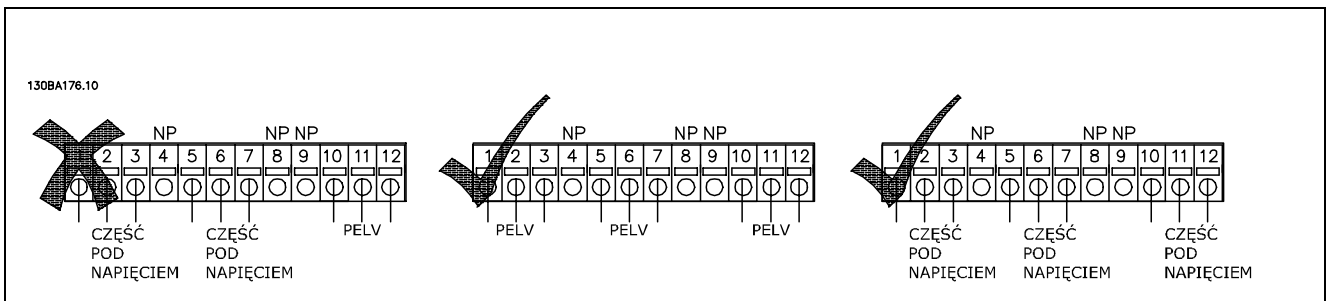 130BA176.10
NP NP NP
2 3 4 5 6 7 8 9 10 11 12
CZĘŚĆ POD NAPIĘCIEM
CZĘŚĆ POD NAPIĘCIEM
PELV
NP NP NP
1 2 3 4 5 6 7 8 9 10 11 12
PELV PELV PELV
NP NP NP
1 2 3 4 5 6 7 8 9 10 11 12
CZĘŚĆ POD NAPIĘCIEM
CZĘŚĆ POD NAPIĘCIEM
CZĘŚĆ POD NAPIĘCIEM